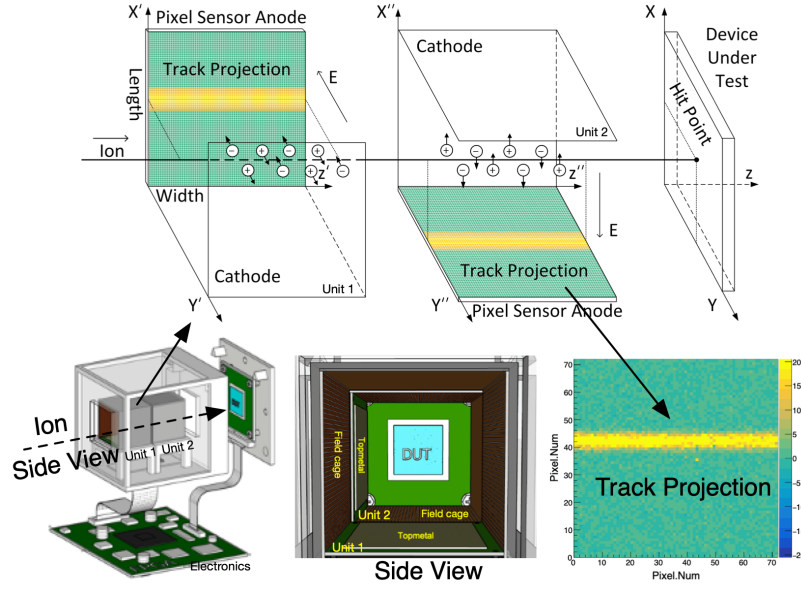 X′
Pixel Sensor Anode
Track Projection
Length
E
Ion
Width
z′
Cathode
Unit 1
Y′
X′′
Cathode
Unit 2
z′′
E
Track Projection
Y′′
Pixel Sensor Anode
X
Device
Under
Test
Hit Point
z
Y
Ion
Side View
Unit 1 Unit 2
Electronics
Field cage
Topmetal
DUT
Unit 2
Field cage
Topmetal
Unit 1
Side View
Pixel.Num
70
60
50
40
30
20
10
0
Track Projection
0 10 20 30 40 50 60 70
Pixel.Num
20
15
10
5
0
-5